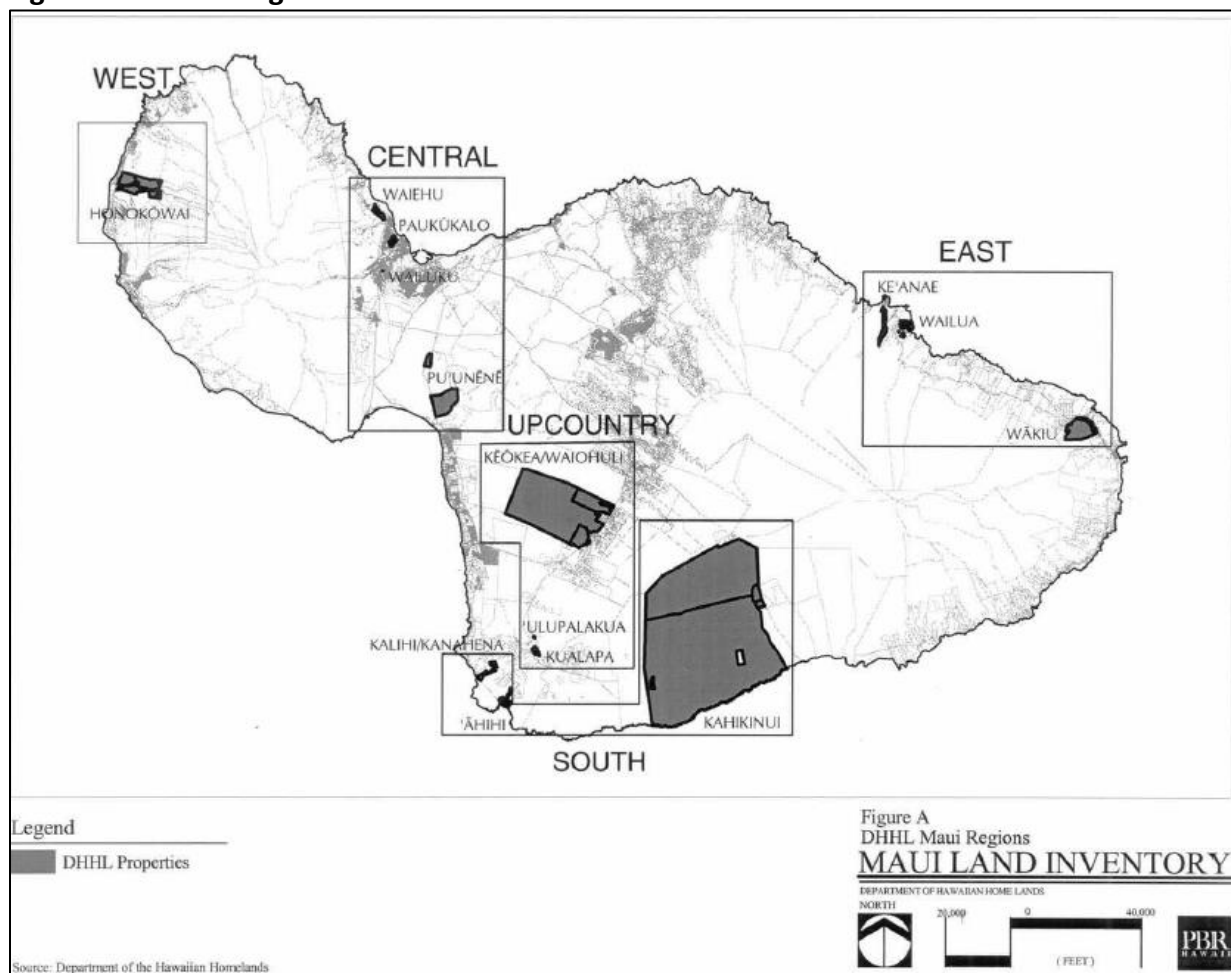 WEST
HONOKŌWAI
CENTRAL
WAIEHU
PAUKŪKALO
WAILUKU
PU'UNĒNĒ
EAST
KE'ANAE
WAILUA
WĀKIU
UPCOUNTRY
KĒŌKEA/WAIOHULI
'ULUPALAKUA
KUALAPA
KALIHI/KANAHENA
'ĀHIHI
KAHIKINUI
SOUTH
Legend
DHHL Properties
Source: Department of the Hawaiian Homelands
Figure A
DHHL Maui Regions
MAUI LAND INVENTORY
DEPARTMENT OF HAWAIIAN HOME LANDS
NORTH
20,000 0 40,000
( FEET )
PBR
HAWAII